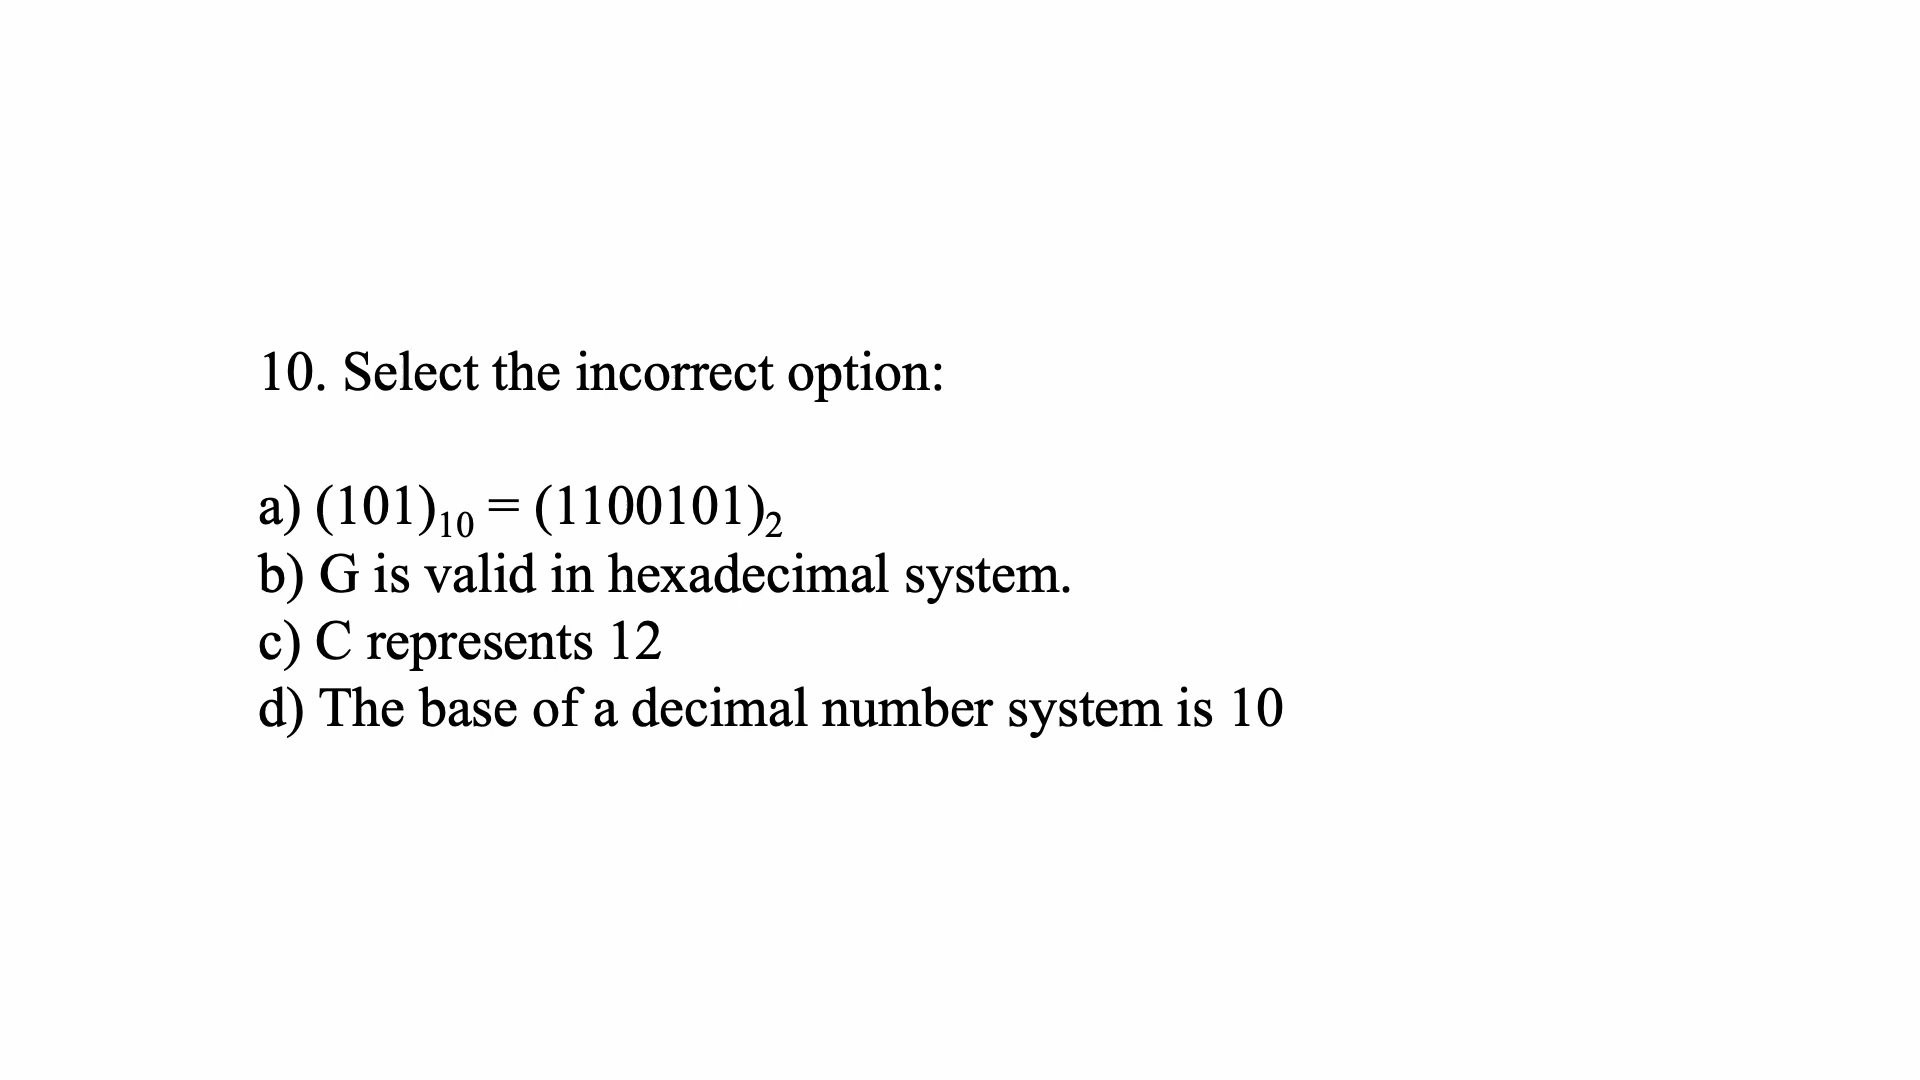 10. Select the incorrect option:
a) (101)₁₀ = (1100101)₂
b) G is valid in hexadecimal system.
c) C represents 12
d) The base of a decimal number system is 10